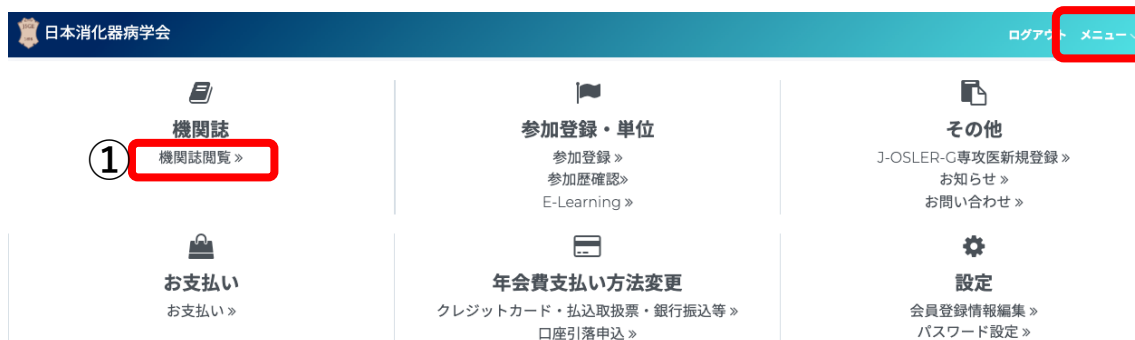 日本消化器病学会
ログアウト メニュー
機関誌
① 機関誌閲覧 »
参加登録・単位
参加登録 »
参加歴確認»
E-Learning »
その他
J-OSLER-G専攻医新規登録 »
お知らせ »
お問い合わせ »
お支払い
お支払い »
年会費支払い方法変更
クレジットカード・払込取扱票・銀行振込等 »
口座引落申込 »
設定
会員登録情報編集 »
パスワード設定 »